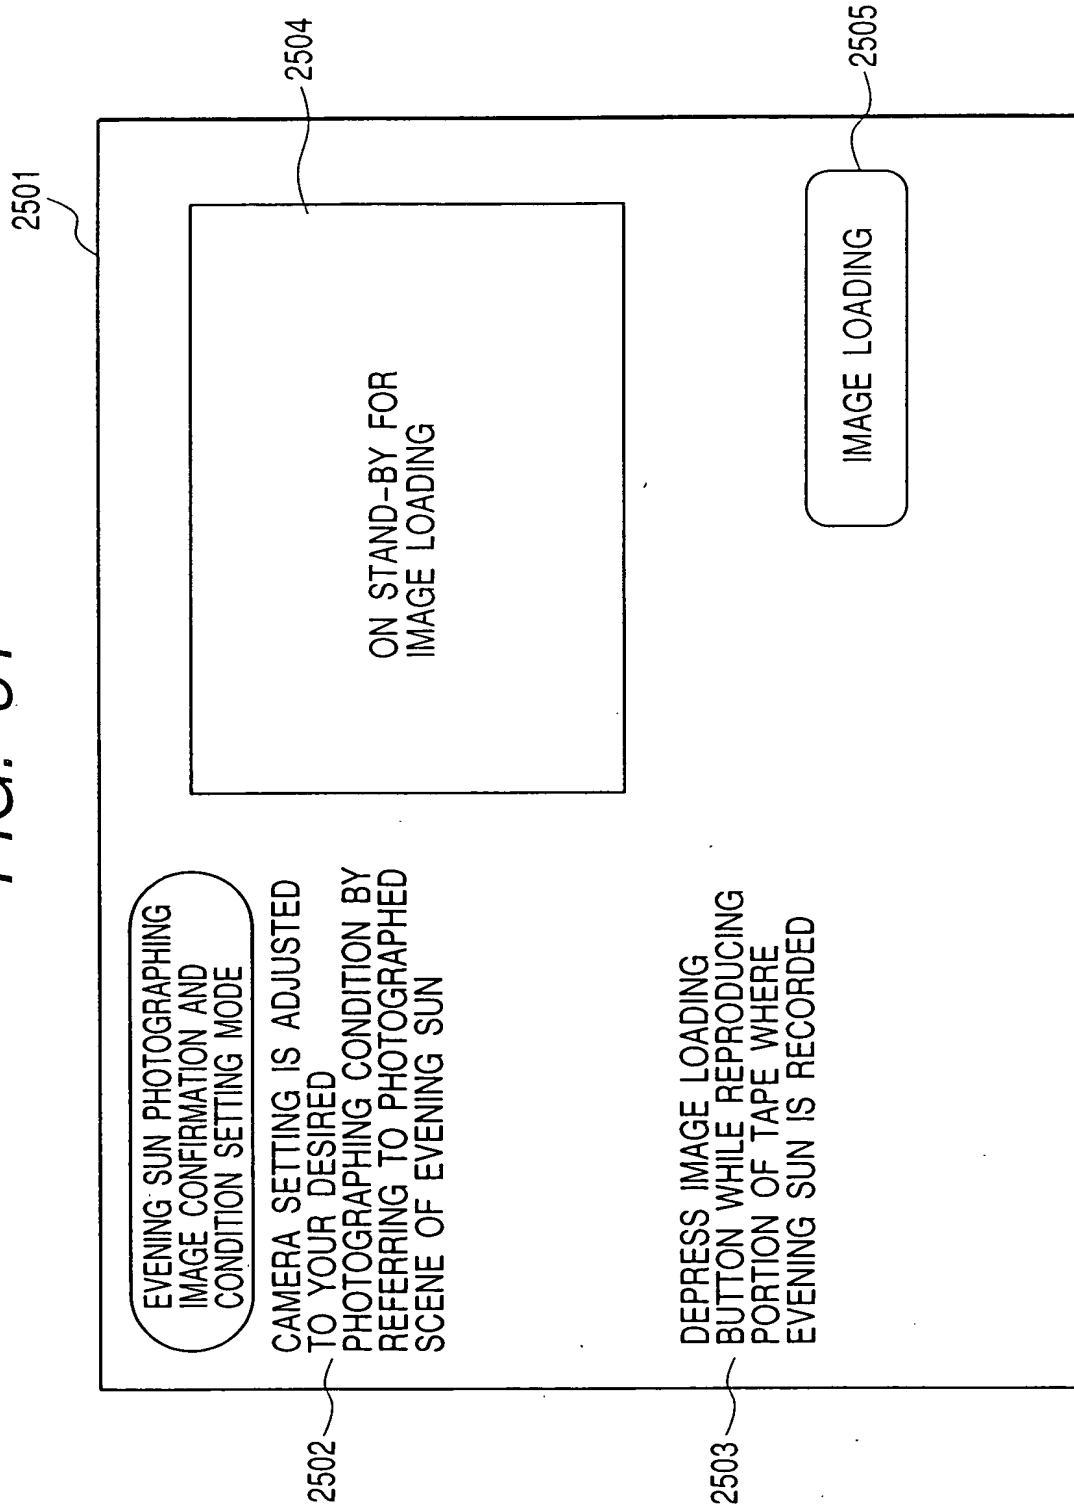 FIG.
2501
EVENING SUN PHOTOGRAPHING
IMAGE CONFIRMATION AND
CONDITION SETTING MODE
2502
CAMERA SETTING IS ADJUSTED
TO YOUR DESIRED
PHOTOGRAPHING CONDITION BY
REFERRING TO PHOTOGRAPHED
SCENE OF EVENING SUN
2504
ON STAND-BY FOR
IMAGE LOADING
2503
DEPRESS IMAGE LOADING
BUTTON WHILE REPRODUCING
PORTION OF TAPE WHERE
EVENING SUN IS RECORDED
2505
IMAGE LOADING